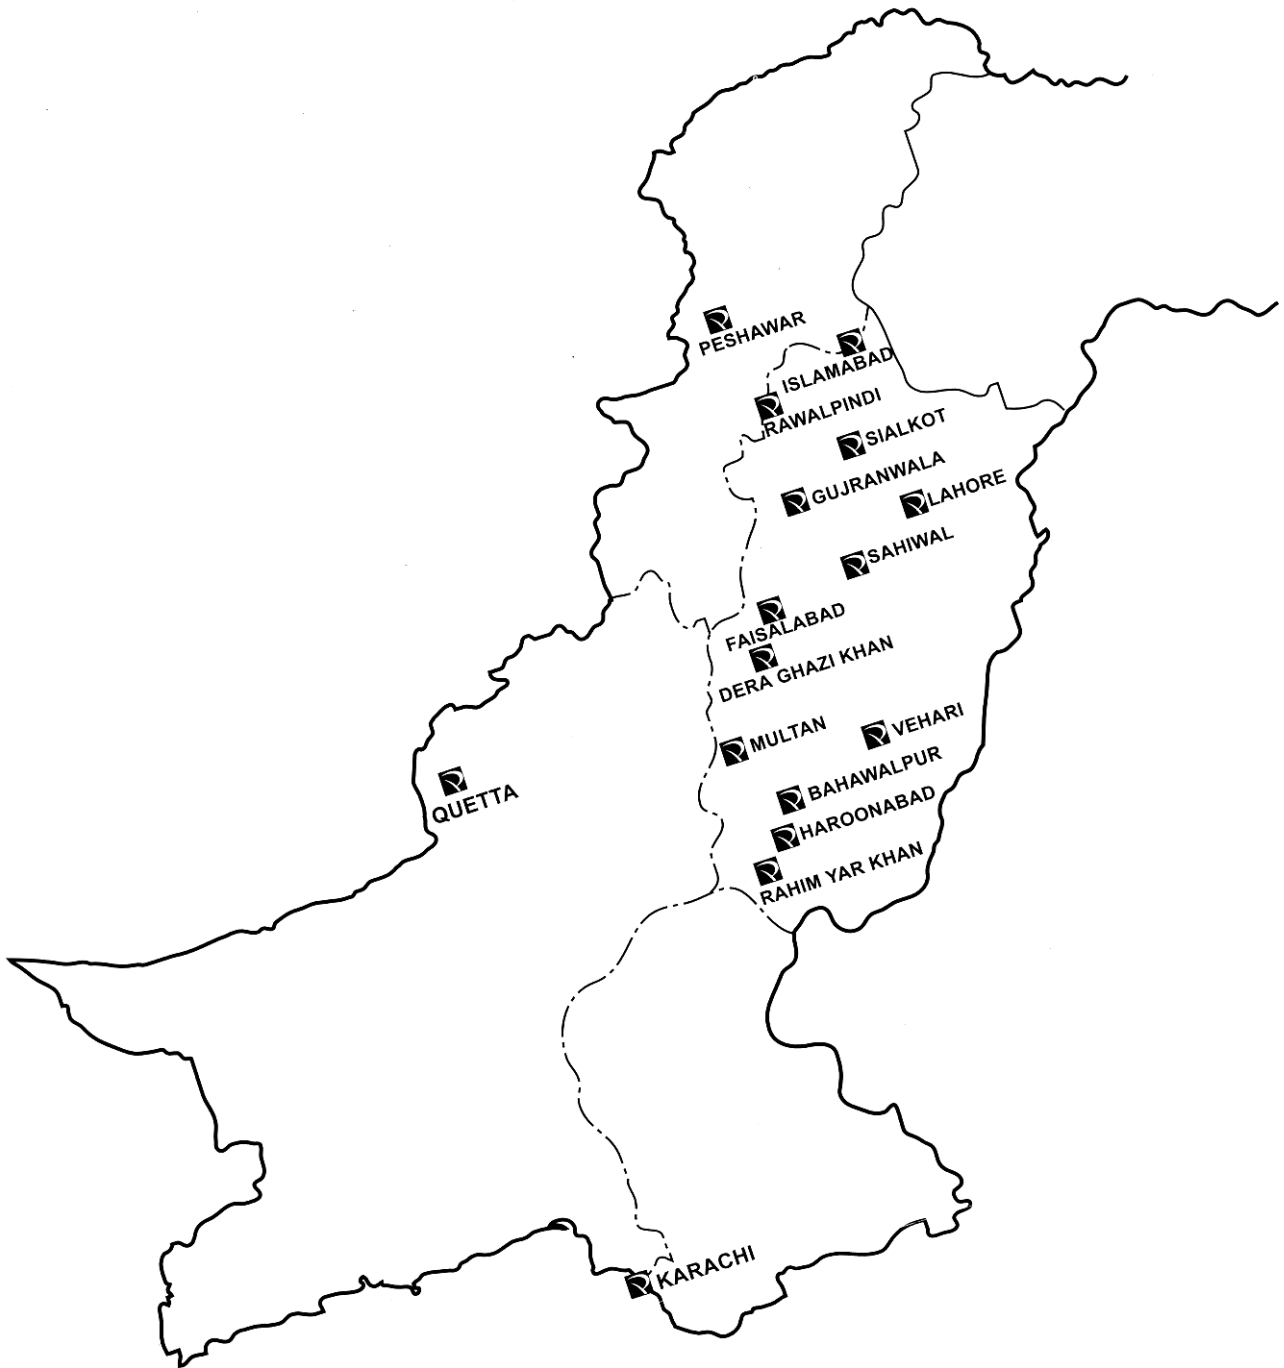 PESHAWAR
ISLAMABAD
RAWALPINDI
SIALKOT
GUJRANWALA
LAHORE
SAHIWAL
FAISALABAD
DERA GHAZI KHAN
MULTAN
VEHARI
BAHAWALPUR
QUETTA
HAROONABAD
RAHIM YAR KHAN
KARACHI